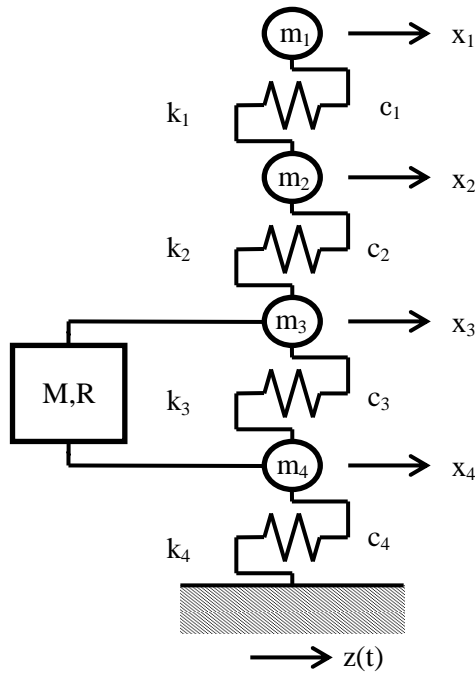 m₁ x₁
k₁ c₁
m₂ x₂
k₂ c₂
m₃ x₃
M,R k₃ c₃
m₄ x₄
k₄ c₄
z(t)